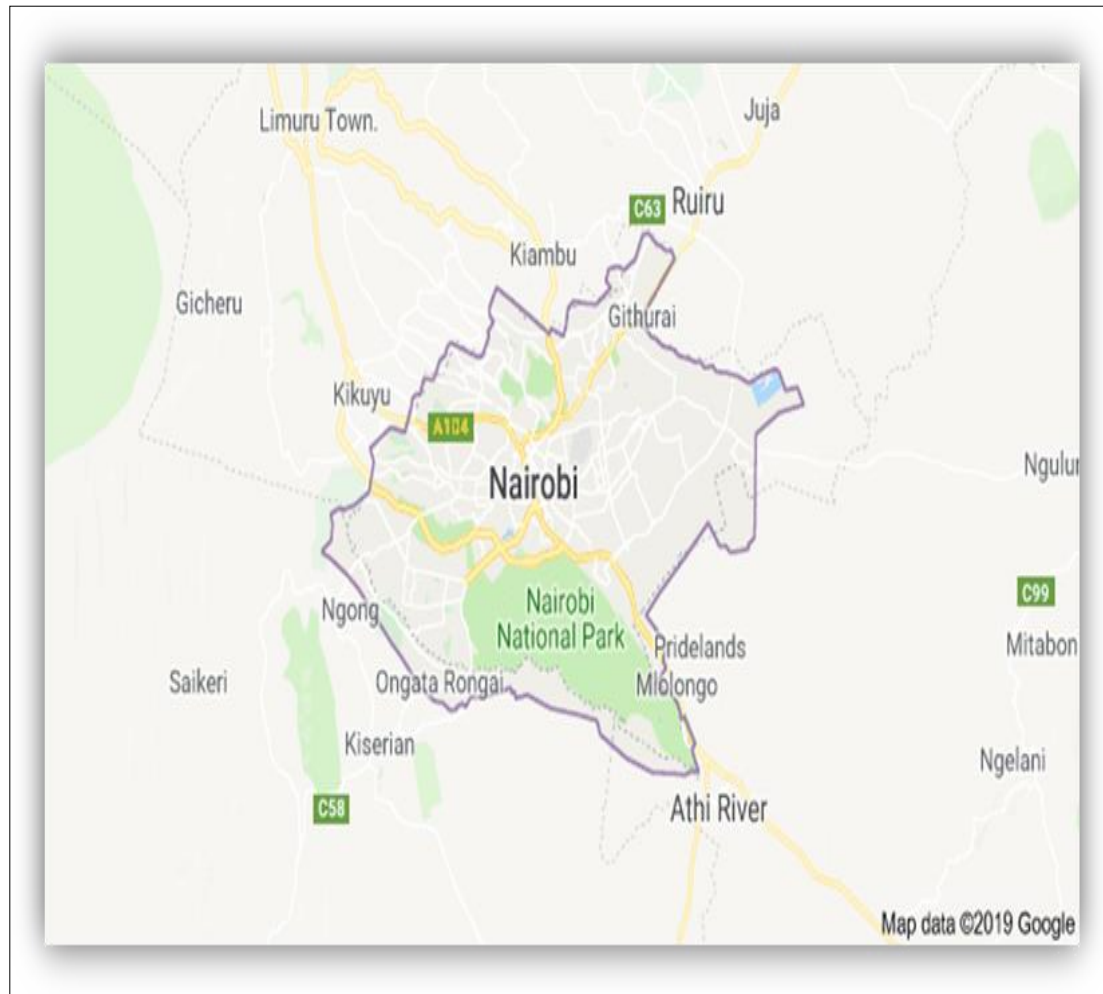 Juja
Limuru Town.
Ruiru
C63
Kiambu
Gicheru
Githurai
Kikuyu
A104
Nairobi
C99
Nairobi
National Park
Ngong
Pridelands
Mitabon
Saikeri
Ongata Rongai
Mlolongo
Kiserian
Ngelani
C58
Athi River
Map data ©2019 Google